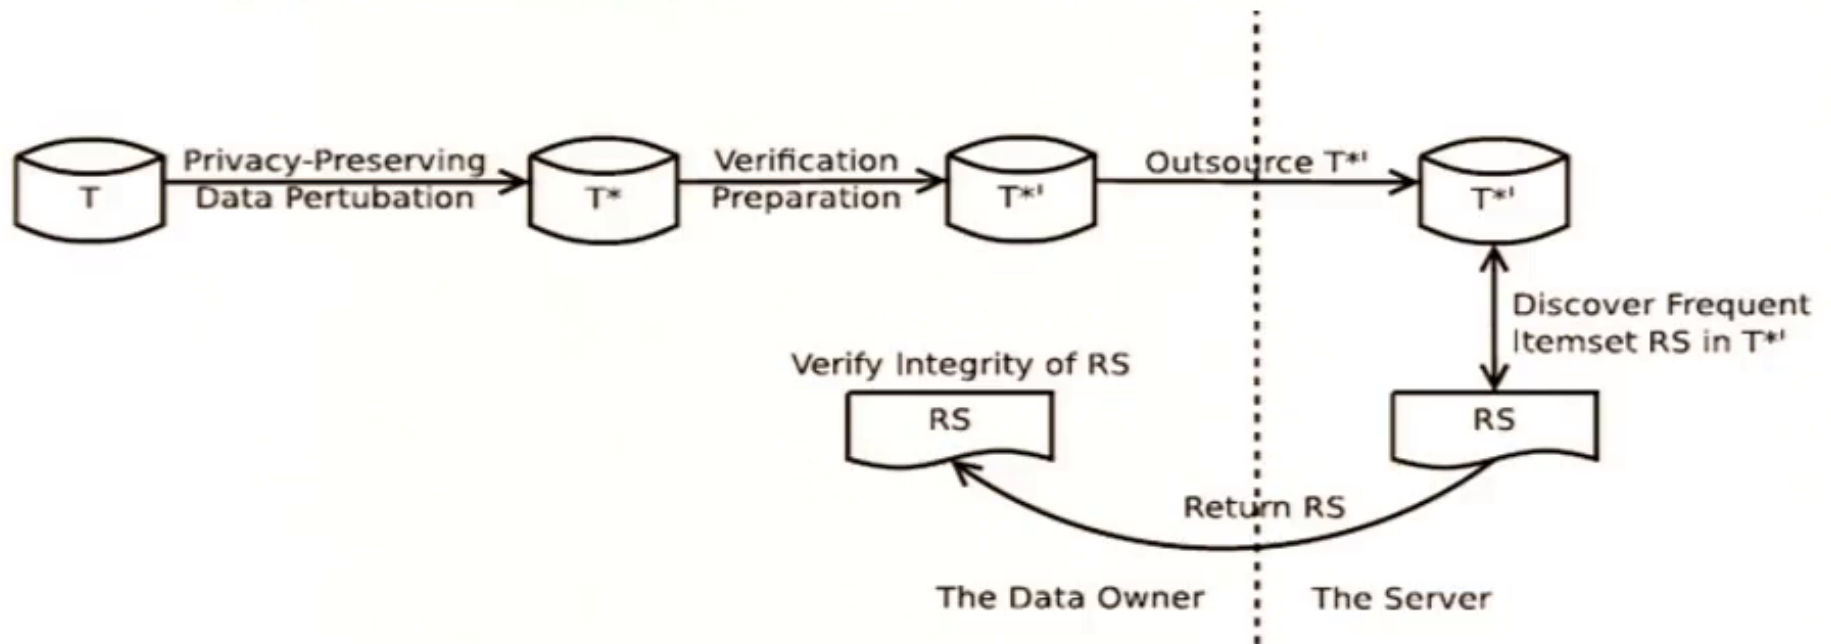 T
Privacy-Preserving
Data Pertubation
T*
Verification
Preparation
T*'
Outsource T*'
T*'
Discover Frequent
Itemset RS in T*'
Verify Integrity of RS
RS
RS
Return RS
The Data Owner
The Server